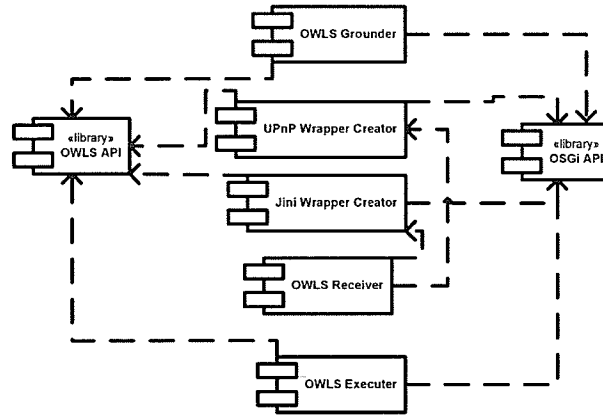 OWLS Grounder
«library»
OWLS API
UPnP Wrapper Creator
«library»
OSGi API
Jini Wrapper Creator
OWLS Receiver
OWLS Executer